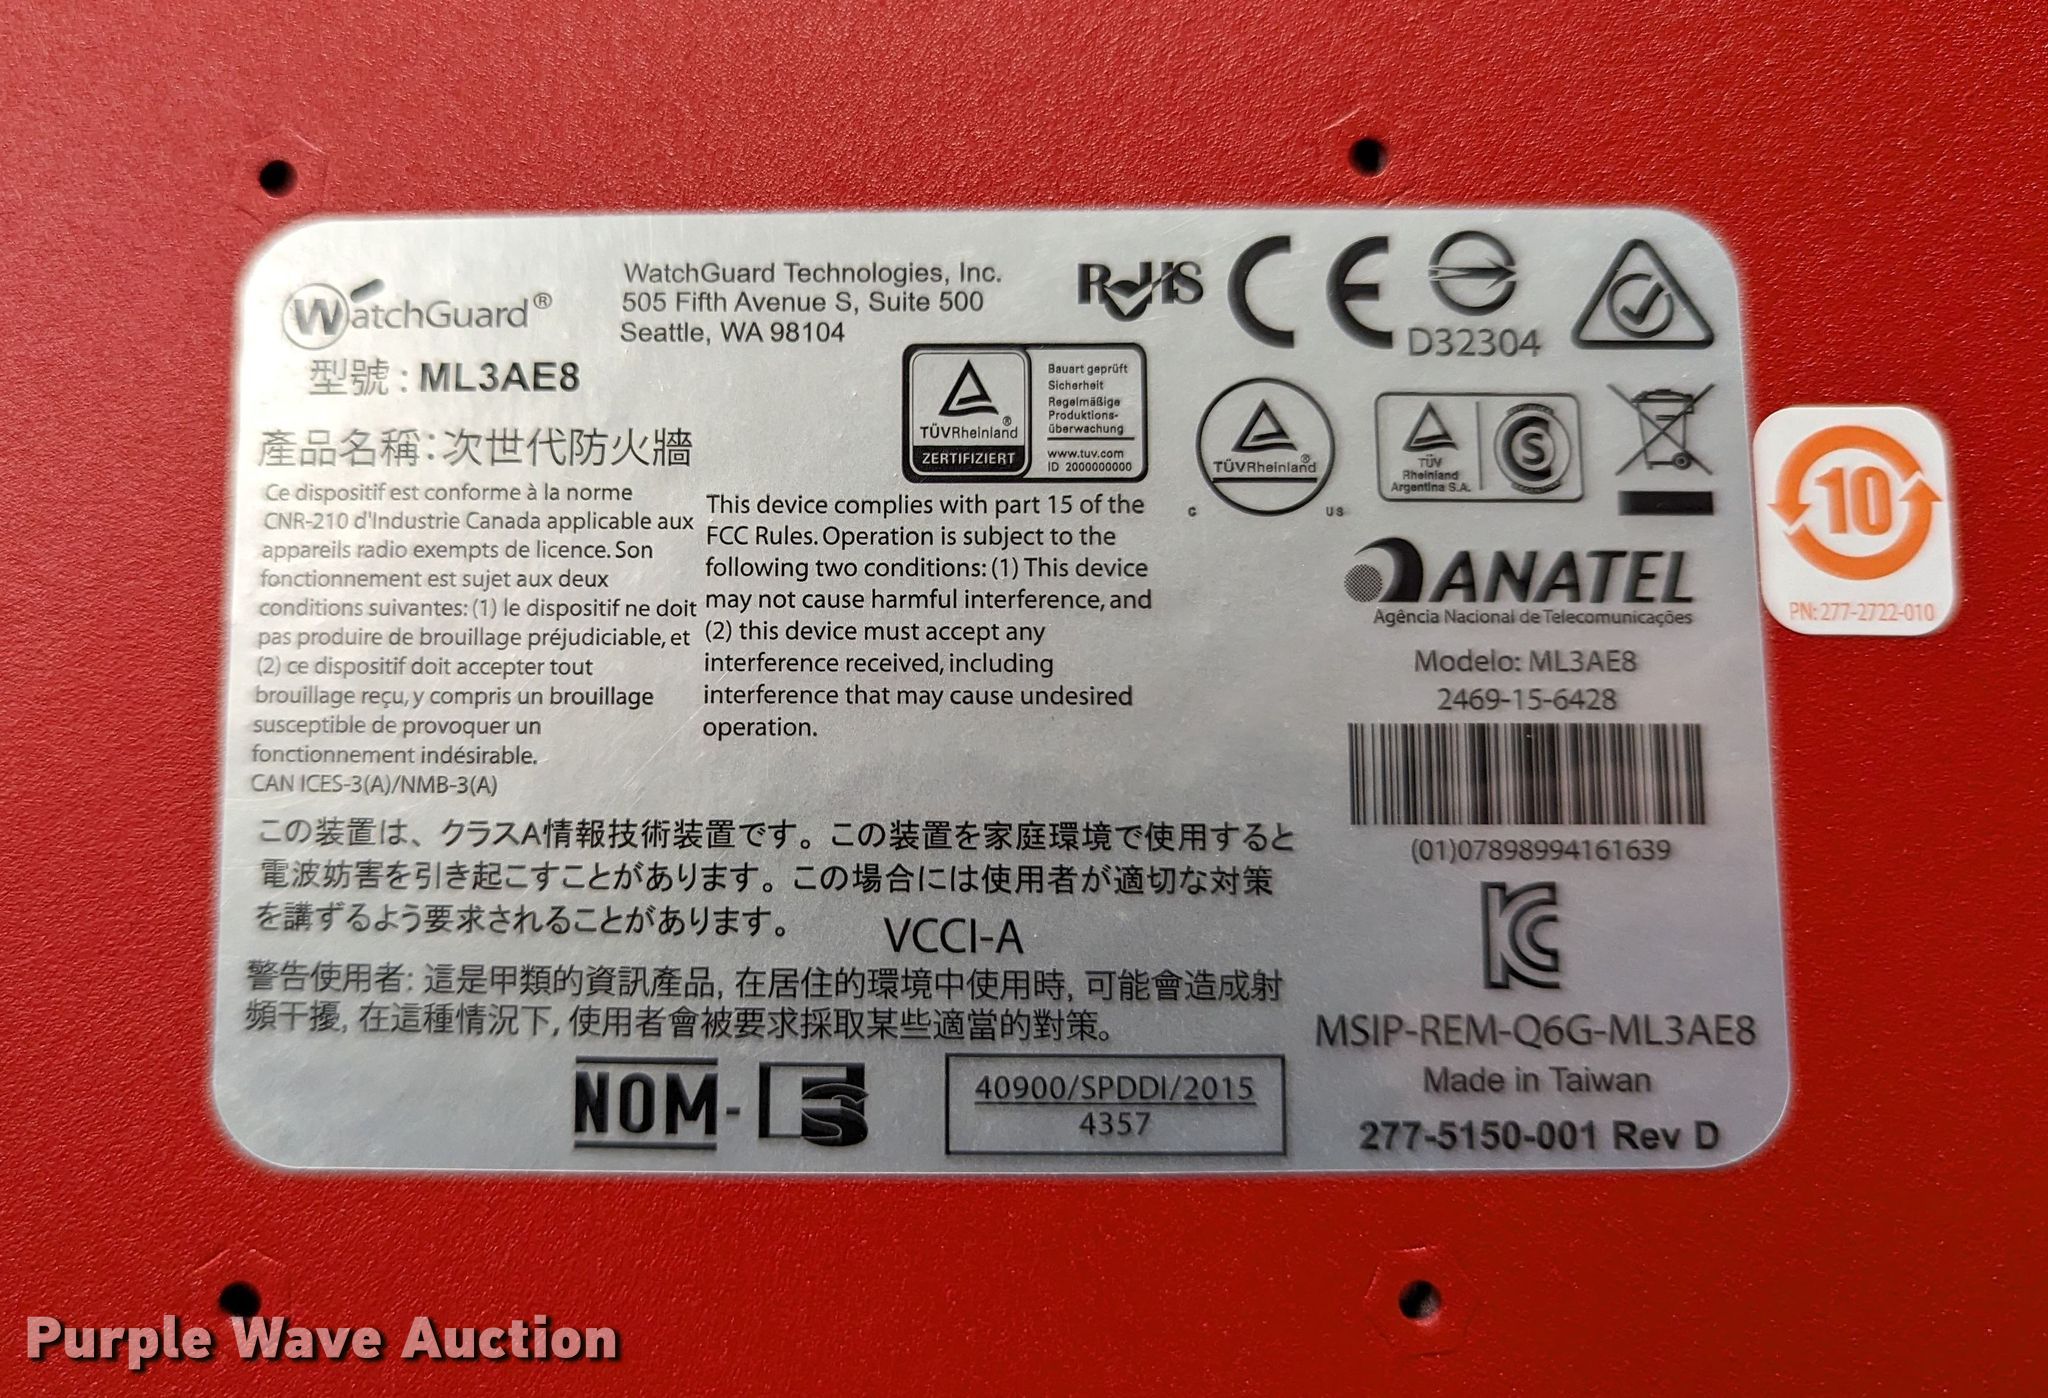 WatchGuard®
WatchGuard Technologies, Inc.
505 Fifth Avenue S, Suite 500
Seattle, WA 98104
型號 : ML3AE8
產品名稱: 次世代防火牆
RoHS
CE
D32304
TÜVRheinland®
ZERTIFIZIERT
Bauart geprüft
Sicherheit
Regelmäßige
Produktions-
überwachung
www.tuv.com
ID 2000000000
TÜVRheinland®
C US
TÜV
Rheinland
Argentina S.A.
S
Ce dispositif est conforme à la norme
CNR-210 d'Industrie Canada applicable aux
appareils radio exempts de licence. Son
fonctionnement est sujet aux deux
conditions suivantes: (1) le dispositif ne doit
pas produire de brouillage préjudiciable, et
(2) ce dispositif doit accepter tout
brouillage reçu, y compris un brouillage
susceptible de provoquer un
fonctionnement indésirable.
CAN ICES-3(A)/NMB-3(A)
This device complies with part 15 of the
FCC Rules. Operation is subject to the
following two conditions: (1) This device
may not cause harmful interference, and
(2) this device must accept any
interference received, including
interference that may cause undesired
operation.
ANATEL
Agência Nacional de Telecomunicações
Modelo: ML3AE8
2469-15-6428
(01)07898994161639
10
PN: 277-2722-010
この装置は、クラスA情報技術装置です。この装置を家庭環境で使用すると
電波妨害を引き起こすことがあります。この場合には使用者が適切な対策
を講ずるよう要求されることがあります。
VCCI-A
警告使用者: 這是甲類的資訊產品, 在居住的環境中使用時, 可能會造成射
頻干擾, 在這種情況下, 使用者會被要求採取某些適當的對策。
MSIP-REM-Q6G-ML3AE8
Made in Taiwan
277-5150-001 Rev D
NOM-
40900/SPDDI/2015
4357
Purple Wave Auction